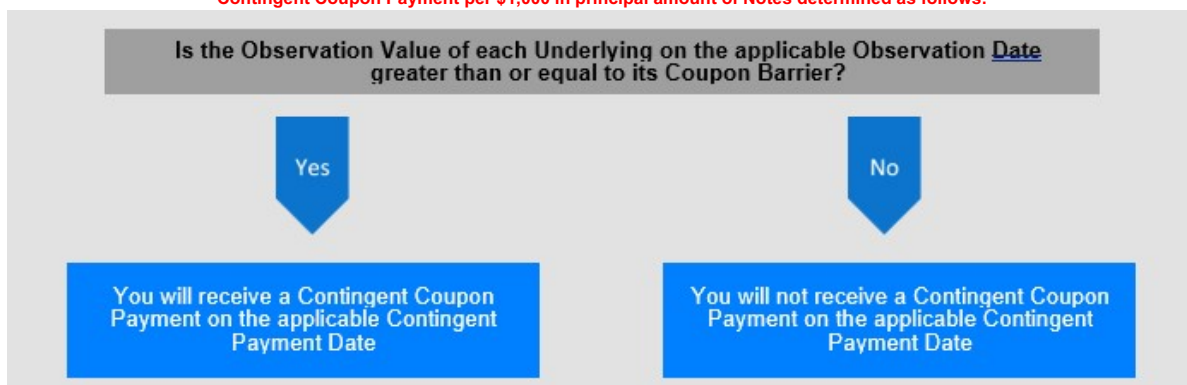 Contingent Coupon Payment per $1,000 in principal amount of Notes determined as follows:
Is the Observation Value of each Underlying on the applicable Observation Date
greater than or equal to its Coupon Barrier?
Yes
No
You will receive a Contingent Coupon
Payment on the applicable Contingent
Payment Date
You will not receive a Contingent Coupon
Payment on the applicable Contingent
Payment Date